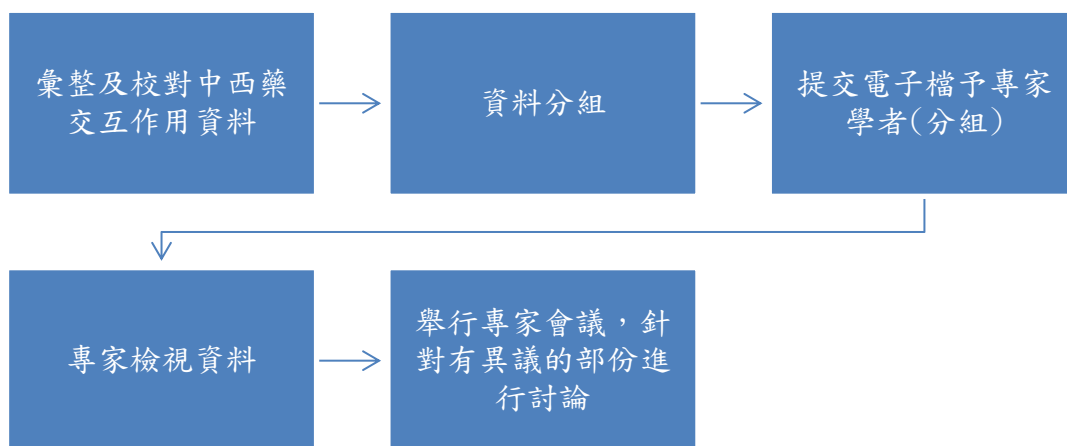 彙整及校對中西藥
交互作用資料
資料分組
提交電子檔予專家
學者(分組)
專家檢視資料
舉行專家會議，針
對有異議的部份進
行討論